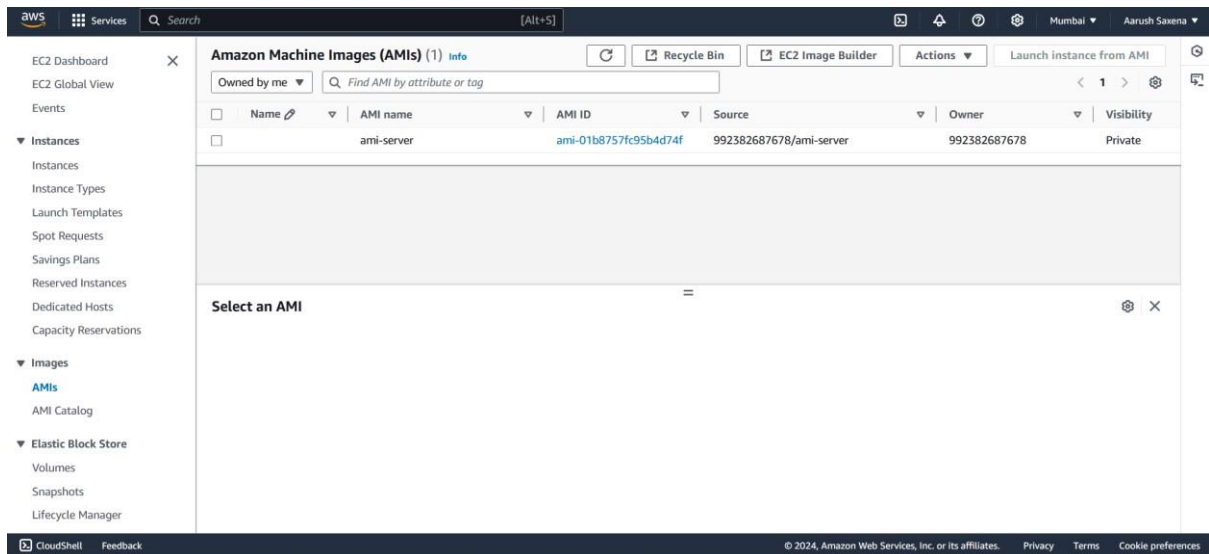 aws Services Search [Alt+S] Mumbai Aarush Saxena
EC2 Dashboard
EC2 Global View
Events
Instances
Instances
Instance Types
Launch Templates
Spot Requests
Savings Plans
Reserved Instances
Dedicated Hosts
Capacity Reservations
Images
AMIs
AMI Catalog
Elastic Block Store
Volumes
Snapshots
Lifecycle Manager
Amazon Machine Images (AMIs) (1) Info Recycle Bin EC2 Image Builder Actions Launch instance from AMI
Owned by me Find AMI by attribute or tag 1
Name AMI name AMI ID Source Owner Visibility
ami-server ami-01b8757fc95b4d74f 992382687678/ami-server 992382687678 Private
Select an AMI
CloudShell Feedback © 2024, Amazon Web Services, Inc. or its affiliates. Privacy Terms Cookie preferences